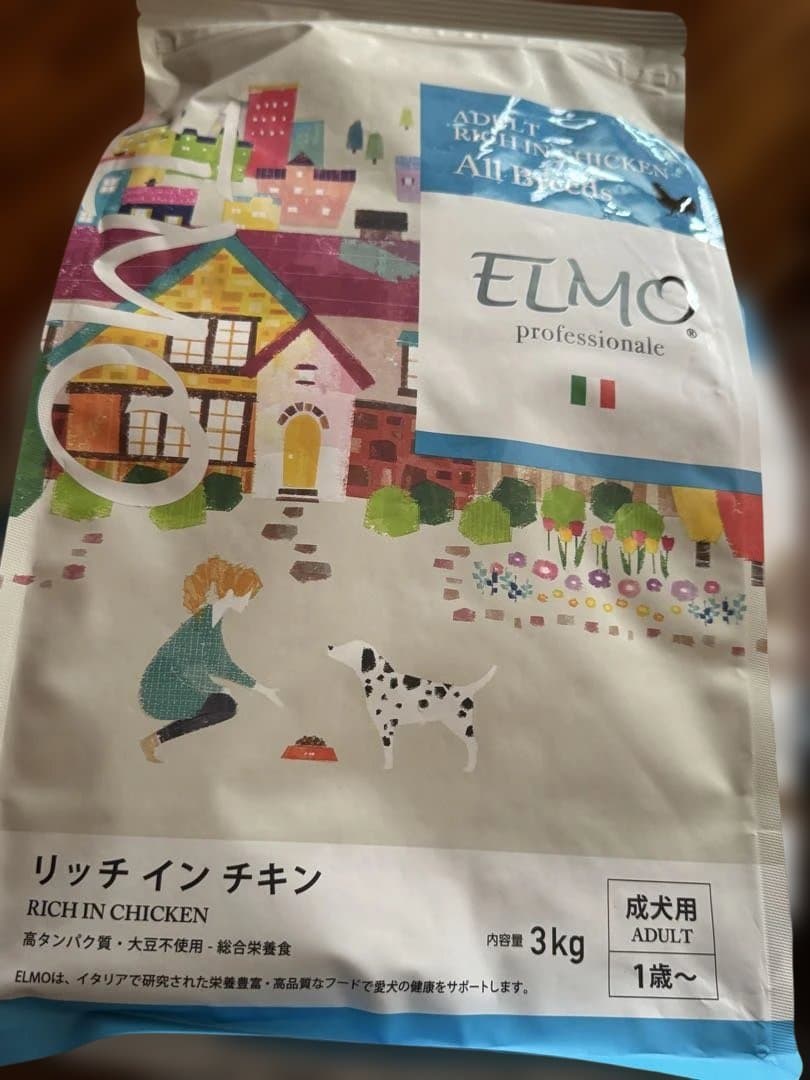 ADULT
RICH IN CHICKEN
All Breeds
ELMO
ELMO®
professionale
リッチ イン チキン
RICH IN CHICKEN
高タンパク質・大豆不使用 - 総合栄養食
内容量 3kg
成犬用
ADULT
1歳～
ELMOは、イタリアで研究された栄養豊富・高品質なフードで愛犬の健康をサポートします。